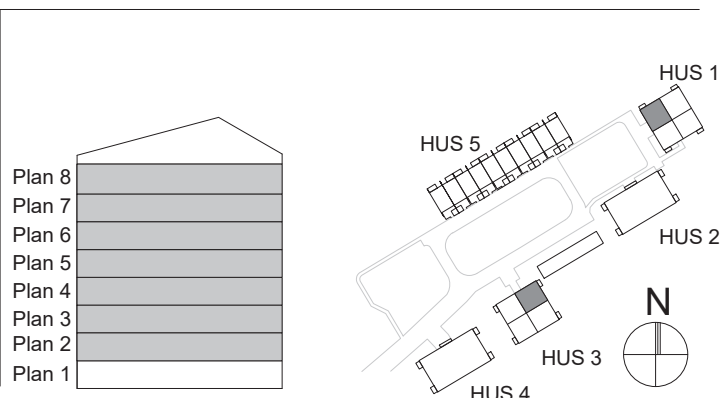 HUS 1
HUS 5
Plan 8
Plan 7
Plan 6
HUS 2
Plan 5
Plan 4
N
Plan 3
Plan 2
HUS 3
Plan 1
HUS 4